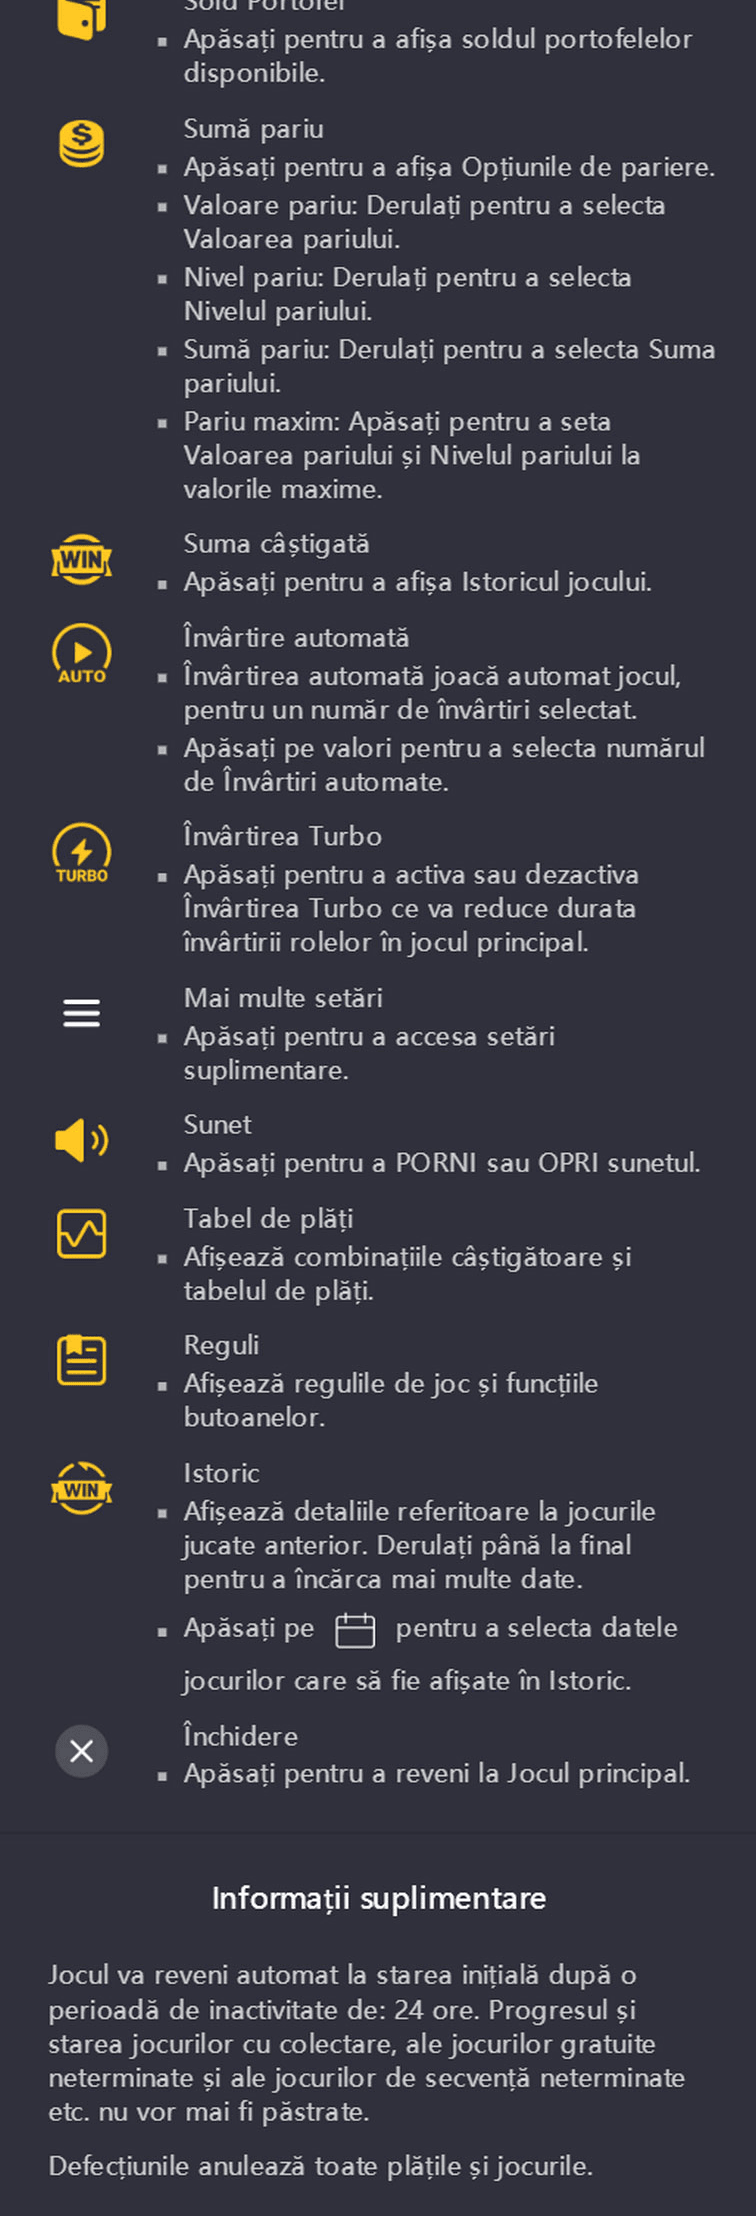 Sold Portofel
Apăsați pentru a afișa soldul portofelelor
disponibile.
Sumă pariu
Apăsați pentru a afișa Opțiunile de pariere.
Valoare pariu: Derulați pentru a selecta
Valoarea pariului.
Nivel pariu: Derulați pentru a selecta
Nivelul pariului.
Sumă pariu: Derulați pentru a selecta Suma
pariului.
Pariu maxim: Apăsați pentru a seta
Valoarea pariului și Nivelul pariului la
valorile maxime.
WIN
Suma câștigată
Apăsați pentru a afișa Istoricul jocului.
AUTO
Învârtire automată
Învârtirea automată joacă automat jocul,
pentru un număr de învârtiri selectat.
Apăsați pe valori pentru a selecta numărul
de Învârtiri automate.
TURBO
Învârtirea Turbo
Apăsați pentru a activa sau dezactiva
Învârtirea Turbo ce va reduce durata
învârtirii rolelor în jocul principal.
Mai multe setări
Apăsați pentru a accesa setări
suplimentare.
Sunet
Apăsați pentru a PORNI sau OPRI sunetul.
Tabel de plăți
Afișează combinațiile câștigătoare și
tabelul de plăți.
Reguli
Afișează regulile de joc și funcțiile
butoanelor.
WIN
Istoric
Afișează detaliile referitoare la jocurile
jucate anterior. Derulați până la final
pentru a încărca mai multe date.
Apăsați pe pentru a selecta datele
jocurilor care să fie afișate în Istoric.
Închidere
Apăsați pentru a reveni la Jocul principal.
Informații suplimentare
Jocul va reveni automat la starea inițială după o
perioadă de inactivitate de: 24 ore. Progresul și
starea jocurilor cu colectare, ale jocurilor gratuite
neterminate și ale jocurilor de secvență neterminate
etc. nu vor mai fi păstrate.
Defecțiunile anulează toate plățile și jocurile.